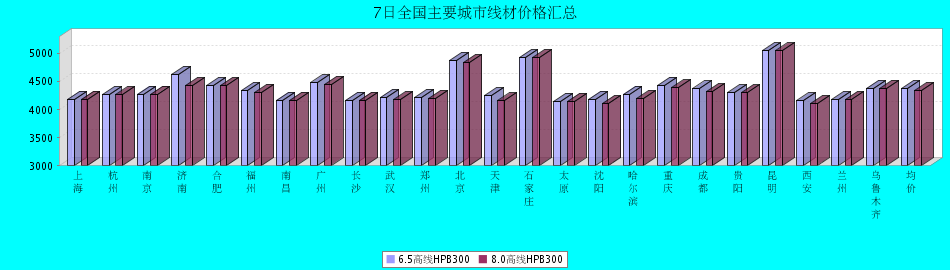 7日全国主要城市线材价格汇总
5000
4500
4000
3500
3000
上海
杭州
南京
济南
合肥
福州
南昌
广州
长沙
武汉
郑州
北京
天津
石家庄
太原
沈阳
哈尔滨
重庆
成都
贵阳
昆明
西安
兰州
乌鲁木齐
均价
6.5高线HPB300 8.0高线HPB300